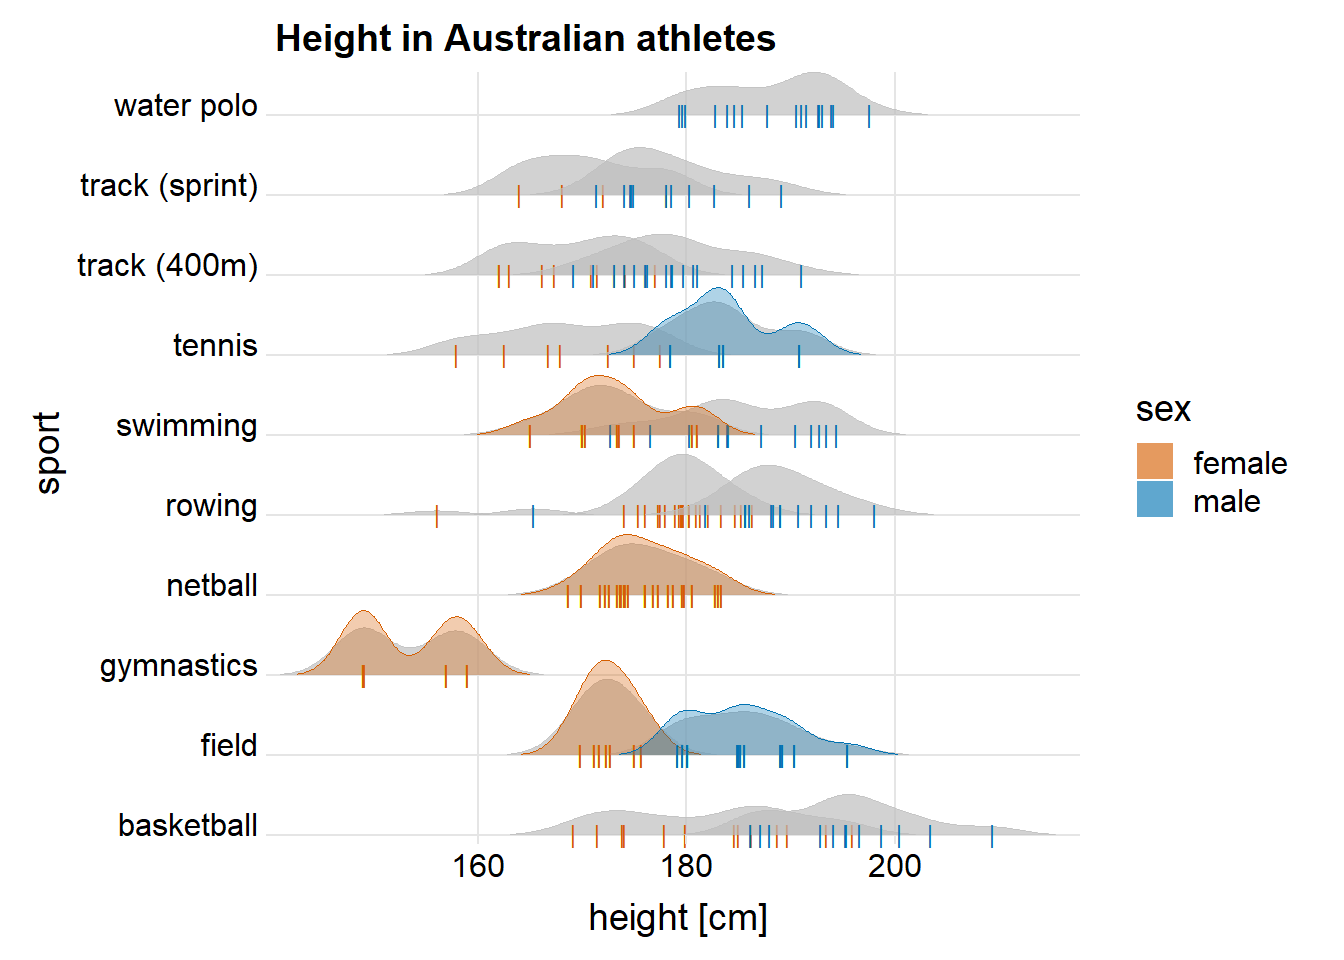 Height in Australian athletes
water polo
track (sprint)
track (400m)
tennis
swimming
rowing
netball
gymnastics
field
basketball
sport
160 180 200
height [cm]
sex
female
male